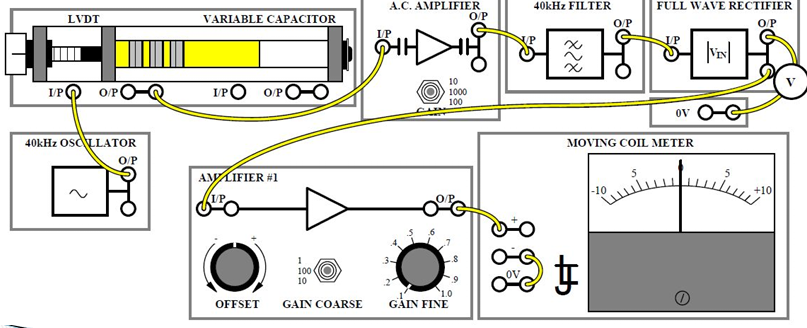 LVDT
VARIABLE CAPACITOR
A.C. AMPLIFIER
40kHz FILTER
FULL WAVE RECTIFIER
I/P
O/P
I/P
O/P
I/P
O/P
I/P
O/P
I/P
O/P
I/P
O/P
|VIN|
V
10
1000
100
GAIN
0V
40kHz OSCILLATOR
O/P
AMPLIFIER #1
I/P
O/P
- +
OFFSET
1
100
10
GAIN COARSE
.1 .2 .3 .4 .5 .6 .7 .8 .9 1.0
GAIN FINE
MOVING COIL METER
+
-
0V
-10 5 0 5 +10